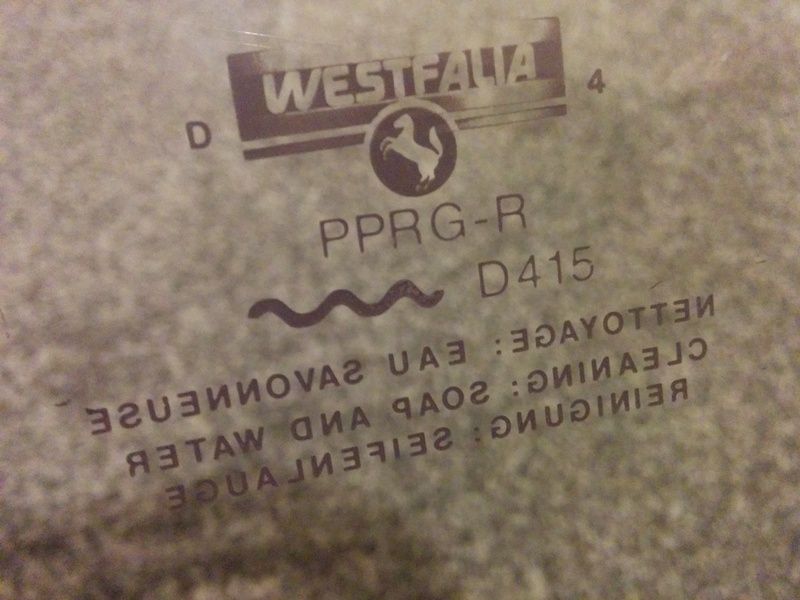 WESTFALIA
D 4
PPRG-R
D415
NETTOYAGE: EAU SAVONNEUSE
CLEANING: SOAP AND WATER
REINIGUNG: SEIFENLAUGE